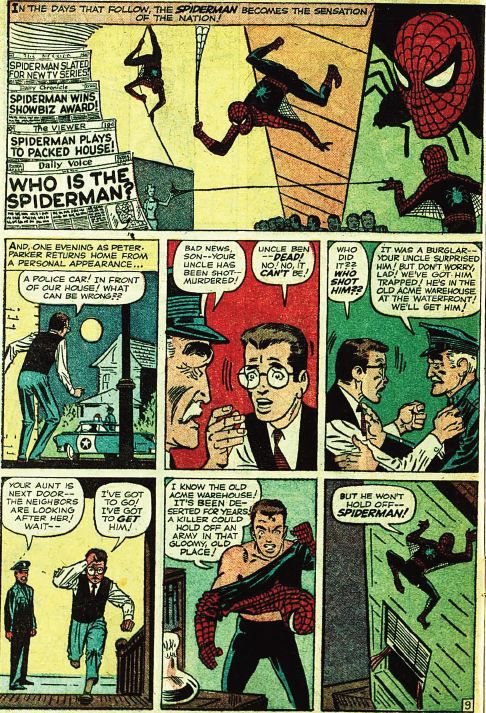 IN THE DAYS THAT FOLLOW, THE SPIDERMAN BECOMES THE SENSATION
OF THE NATION!
SPIDERMAN SLATED
FOR NEW TV SERIES!
Daily Chronicle
SPIDERMAN WINS
SHOWBIZ AWARD!
The VIEWER
SPIDERMAN PLAYS
TO PACKED HOUSE!
Daily Voice
WHO IS THE
SPIDERMAN?
AND, ONE EVENING AS PETER
PARKER RETURNS HOME FROM
A PERSONAL APPEARANCE...
A POLICE CAR! IN FRONT
OF OUR HOUSE! WHAT
CAN BE WRONG??
BAD NEWS,
SON--YOUR
UNCLE HAS
BEEN SHOT--
MURDERED!
UNCLE BEN
--DEAD!
NO! NO, IT
CAN'T BE!
WHO
DID
IT??
WHO
SHOT
HIM??
IT WAS A BURGLAR--
YOUR UNCLE SURPRISED
HIM! BUT DON'T WORRY,
LAD! WE'VE GOT HIM
TRAPPED! HE'S IN THE
OLD ACME WAREHOUSE
AT THE WATERFRONT!
WE'LL GET HIM!
YOUR AUNT IS
NEXT DOOR--
THE NEIGHBORS
ARE LOOKING
AFTER HER!
WAIT--
I'VE GOT
TO GO!
I'VE GOT
TO GET
HIM!
I KNOW THE OLD
ACME WAREHOUSE!
IT'S BEEN DE-
SERTED FOR YEARS!
A KILLER COULD
HOLD OFF AN
ARMY IN THAT
GLOOMY, OLD
PLACE!
BUT HE WON'T
HOLD OFF--
SPIDERMAN!
9